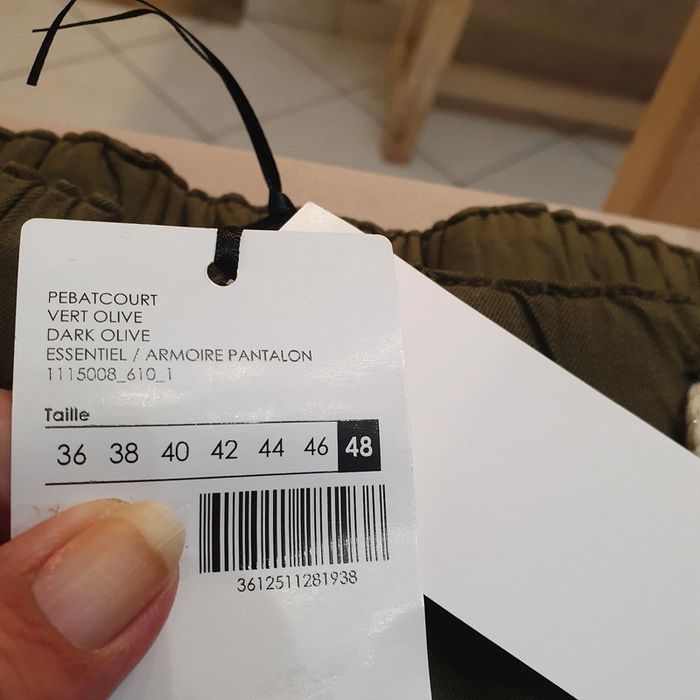 PEBATCOURT
VERT OLIVE
DARK OLIVE
ESSENTIEL / ARMOIRE PANTALON
1115008_610_1
Taille
36 38 40 42 44 46 48
3612511281938